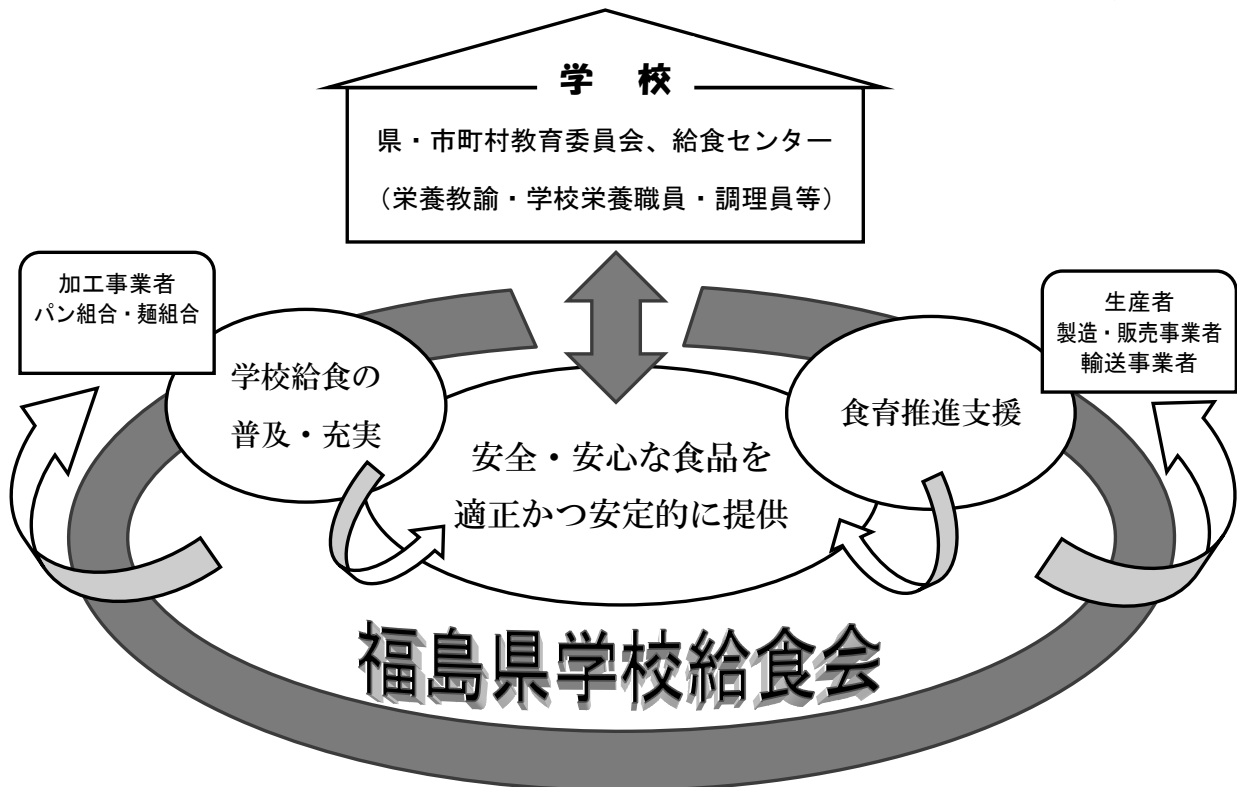 学 校
県・市町村教育委員会、給食センター
（栄養教諭・学校栄養職員・調理員等）
加工事業者
パン組合・麺組合
生産者
製造・販売事業者
輸送事業者
学校給食の
普及・充実
食育推進支援
安全・安心な食品を
適正かつ安定的に提供
福島県学校給食会